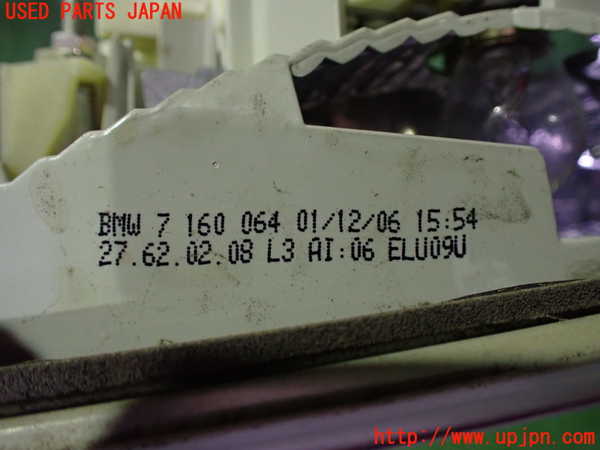 USED PARTS JAPAN
BMW 7 160 064 01/12/06 15:54
27.62.02.08 L3 AI:06 ELU09U
http://www.upjpn.com